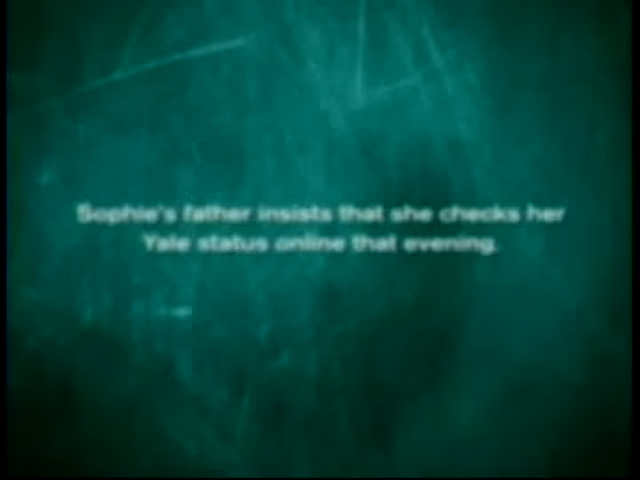 Sophie's father insists that she checks her
Yale status online that evening.